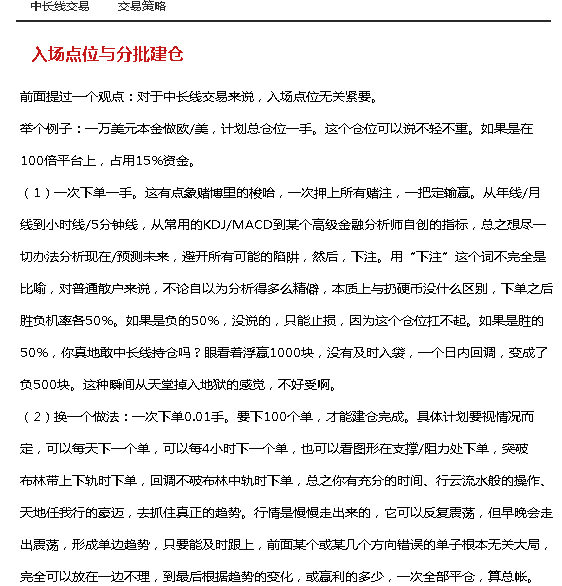 中长线交易 交易策略
入场点位与分批建仓
前面提过一个观点：对于中长线交易来说，入场点位无关紧要。
举个例子：一万美元本金做欧/美，计划总仓位一手。这个仓位可以说不轻不重。如果是在
100倍平台上，占用15%资金。
（1）一次下单一手。这有点象赌博里的梭哈，一次押上所有赌注，一把定输赢。从年线/月
线到小时线/5分钟线，从常用的KDJ/MACD到某个高级金融分析师自创的指标，总之想尽一
切办法分析现在/预测未来，避开所有可能的陷阱，然后，下注。用“下注”这个词不完全是
比喻，对普通散户来说，不论自以为分析得多么精僻，本质上与扔硬币没什么区别，下单之后
胜负机率各50%。如果是负的50%，没说的，只能止损，因为这个仓位扛不起。如果是胜的
50%，你真地敢中长线持仓吗？眼看着浮赢1000块，没有及时入袋，一个日内回调，变成了
负500块。这种瞬间从天堂掉入地狱的感觉，不好受啊。
（2）换一个做法：一次下单0.01手。要下100个单，才能建仓完成。具体计划要视情况而
定，可以每天下一个单，可以每4小时下一个单，也可以看图形在支撑/阻力处下单，突破
布林带上下轨时下单，回调不破布林中轨时下单，总之你有充分的时间、行云流水般的操作、
天地任我行的豪迈，去抓住真正的趋势。行情是慢慢走出来的，它可以反复震荡，但早晚会走
出震荡，形成单边趋势，只要能及时跟上，前面某个或某几个方向错误的单子根本无关大局，
完全可以放在一边不理，到最后根据趋势的变化，或赢利的多少，一次全部平仓，算总帐。